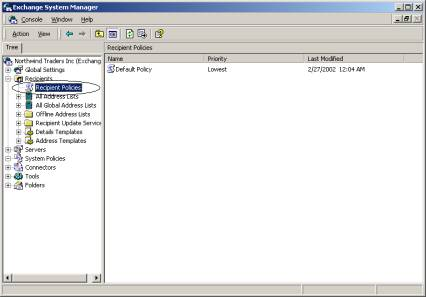 Exchange System Manager
Console Window Help
Action View
Tree
Recipient Policies
Northwind Traders Inc (Exchang
Global Settings
Recipients
Recipient Policies
All Address Lists
All Global Address Lists
Offline Address Lists
Recipient Update Service
Details Templates
Address Templates
Servers
System Policies
Connectors
Tools
Folders
Name Priority Last Modified
Default Policy Lowest 2/27/2002 12:04 AM